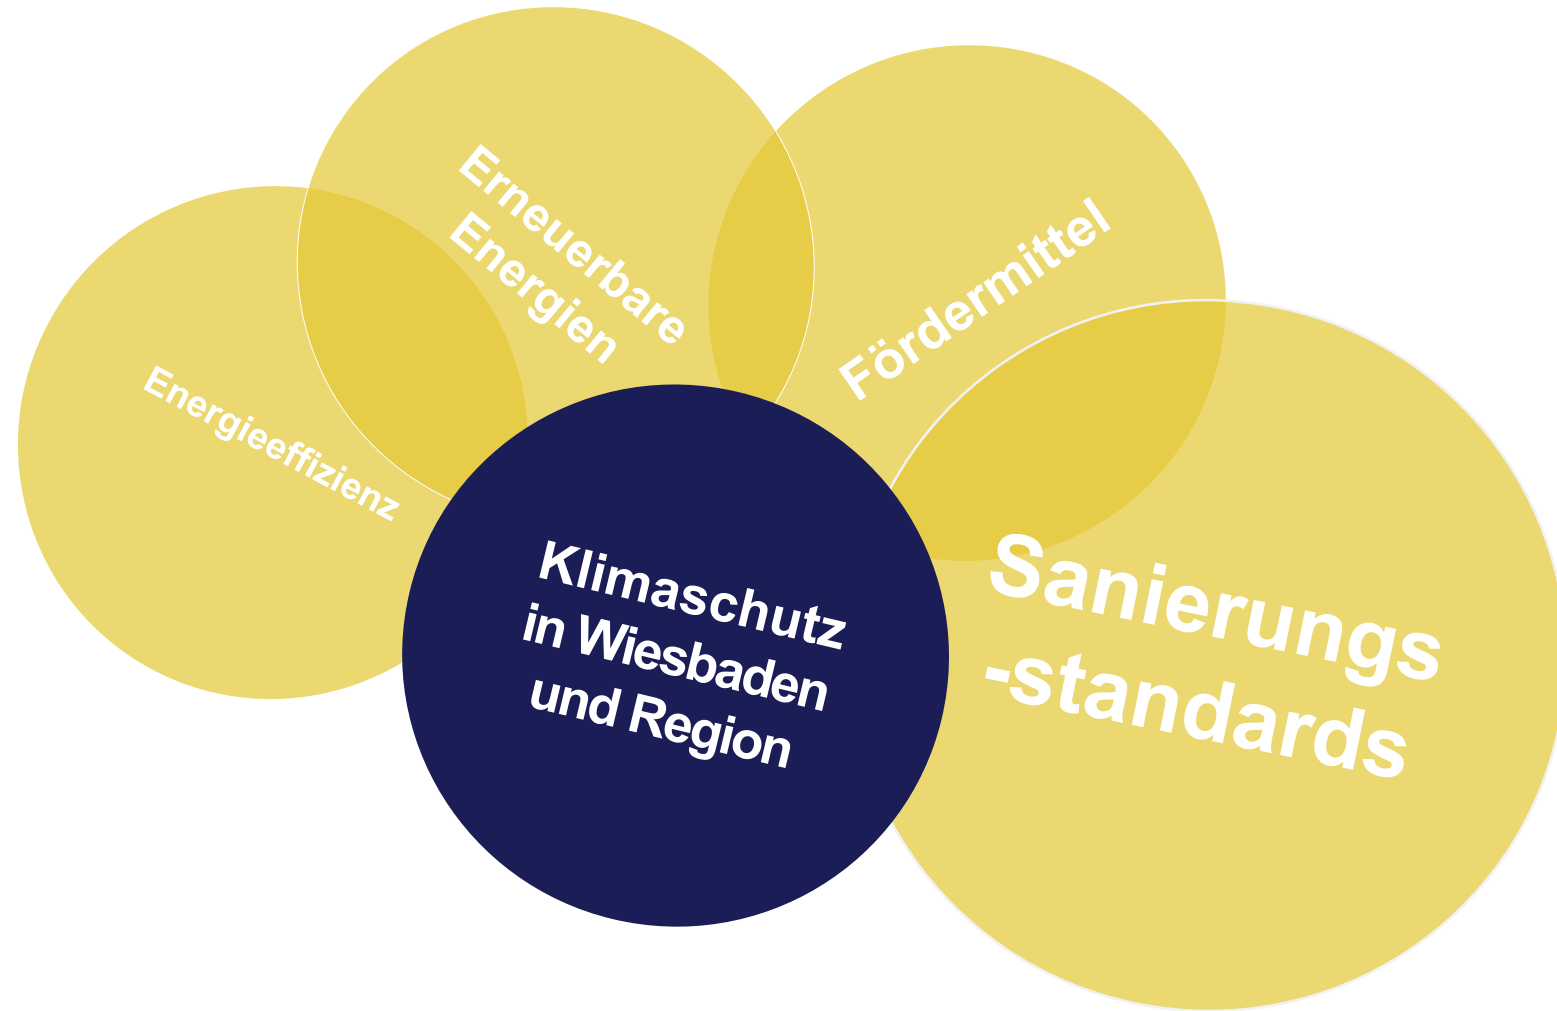 Erneuerbare
Energien
Fördermittel
Energieeffizienz
Klimaschutz
in Wiesbaden
und Region
Sanierungs
-standards